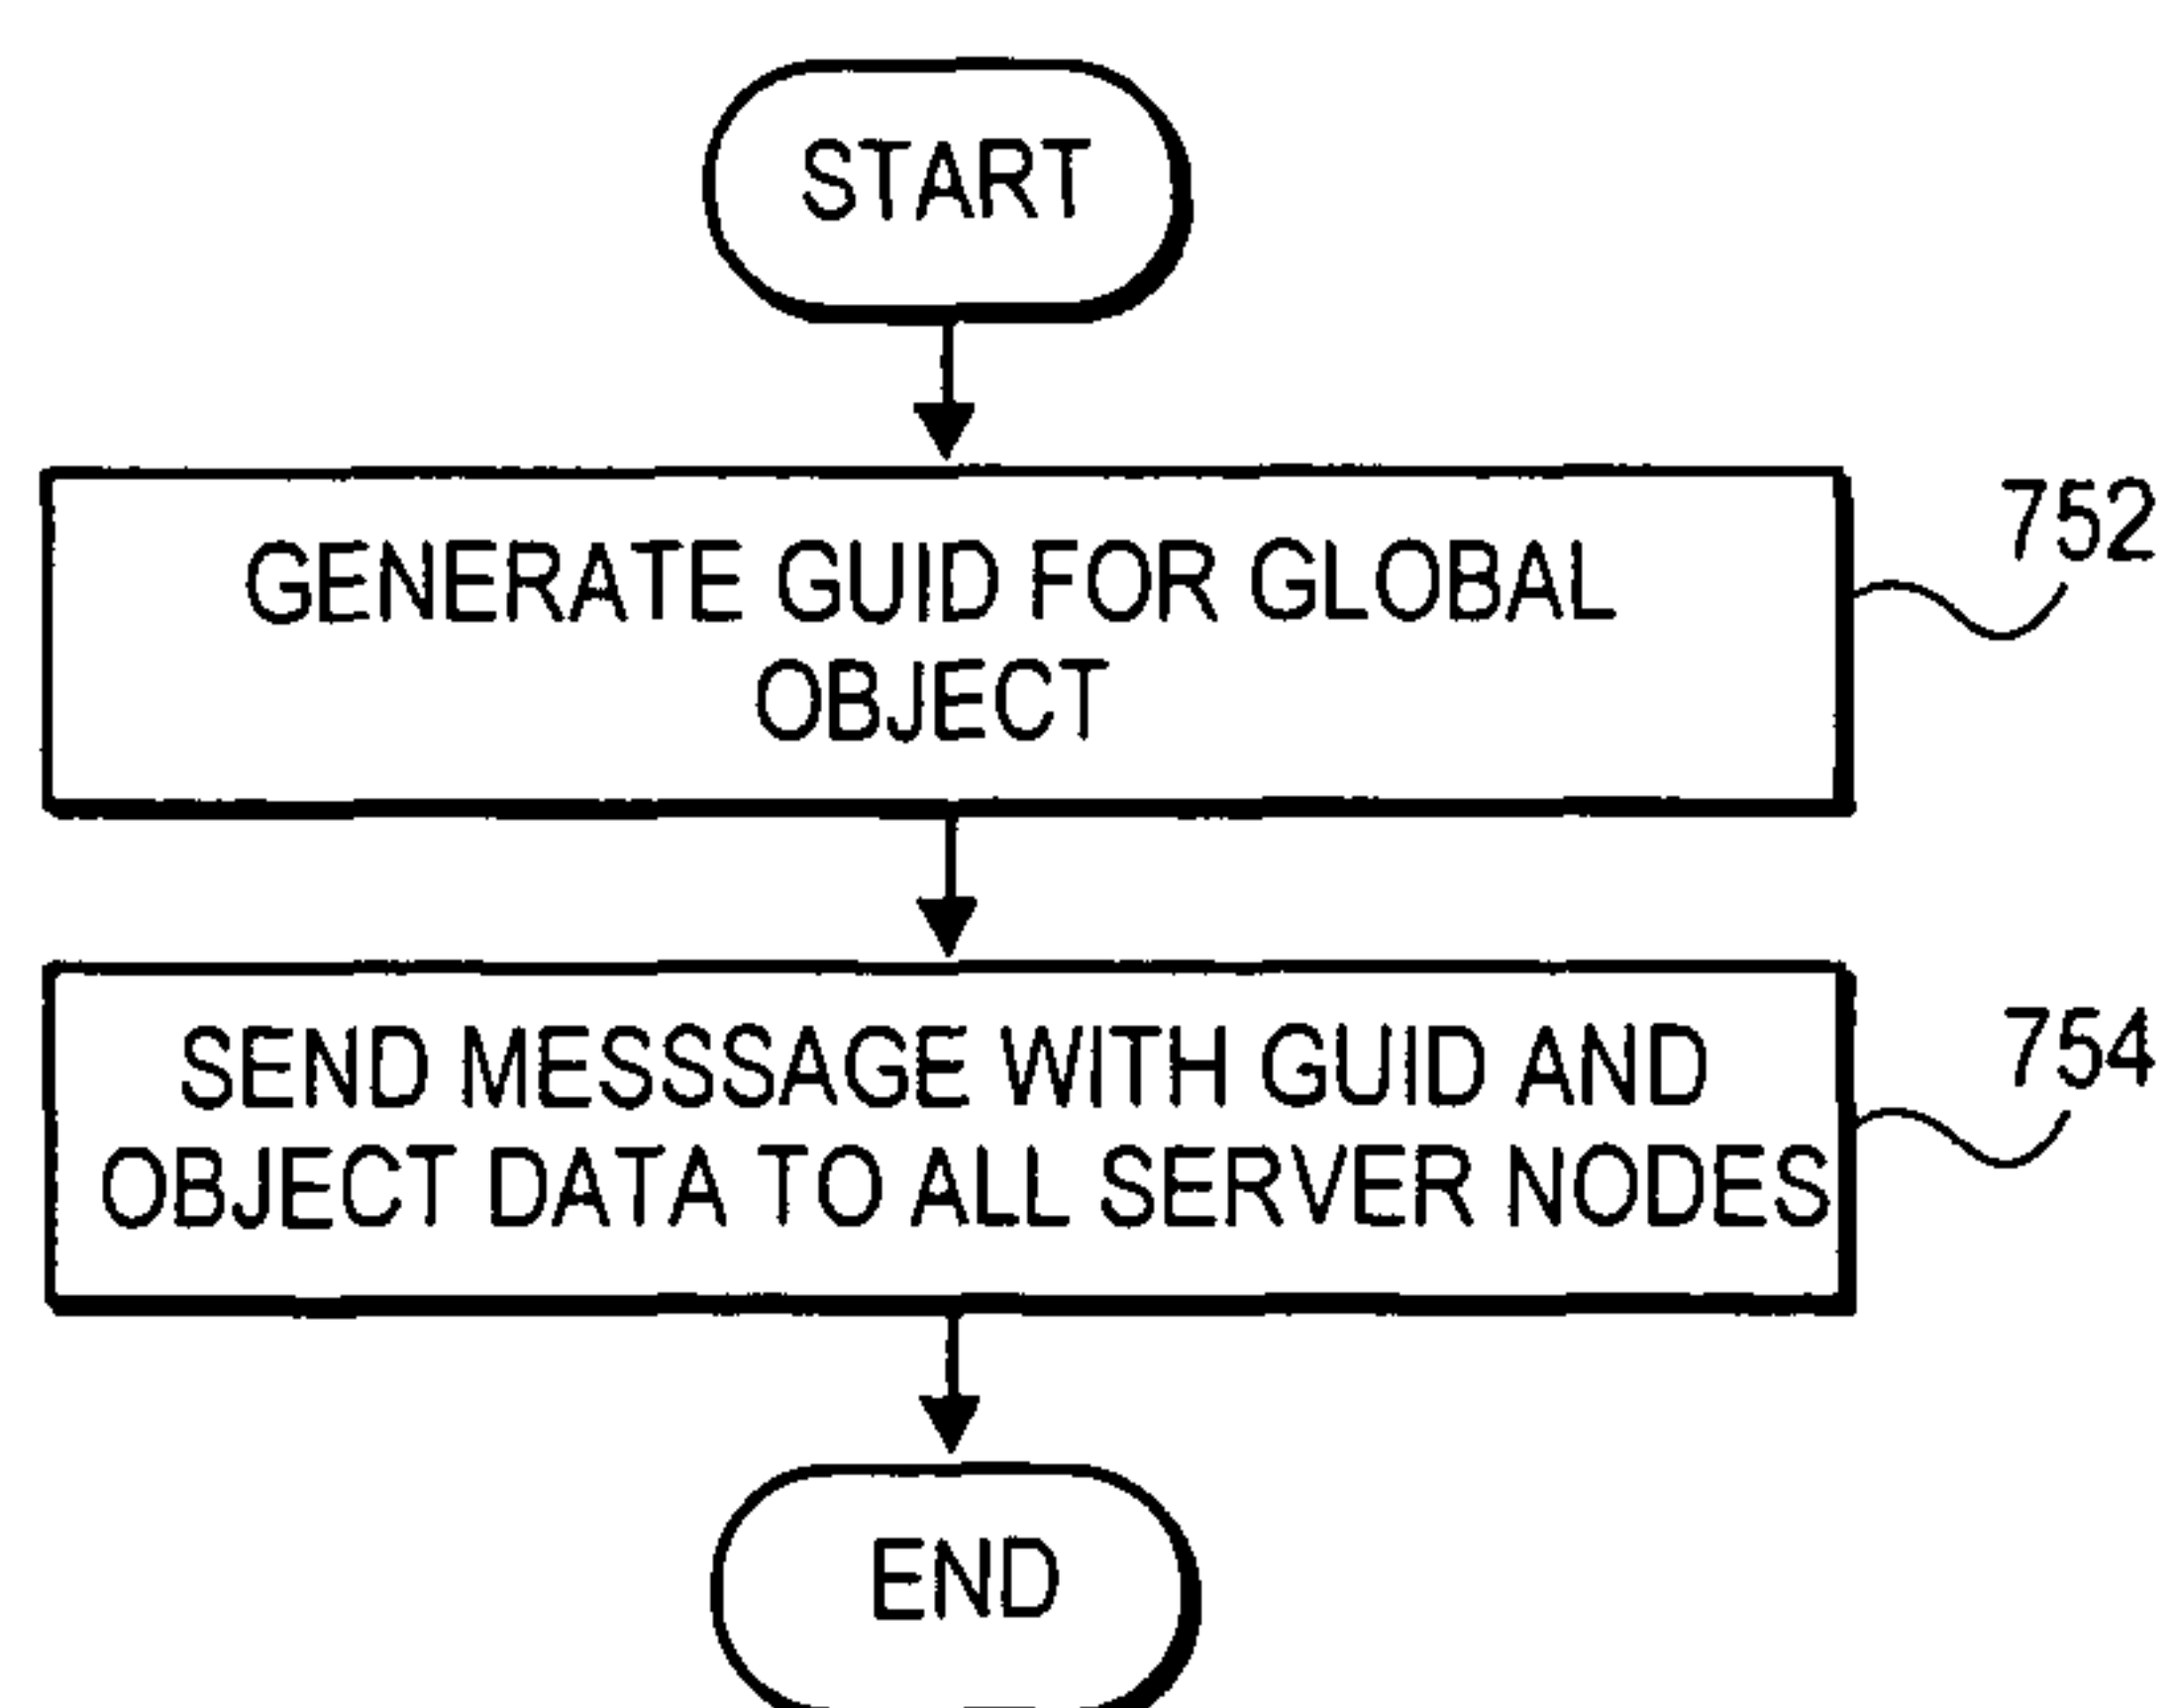 START
GENERATE GUID FOR GLOBAL
OBJECT
752
SEND MESSSAGE WITH GUID AND
OBJECT DATA TO ALL SERVER NODES
754
END